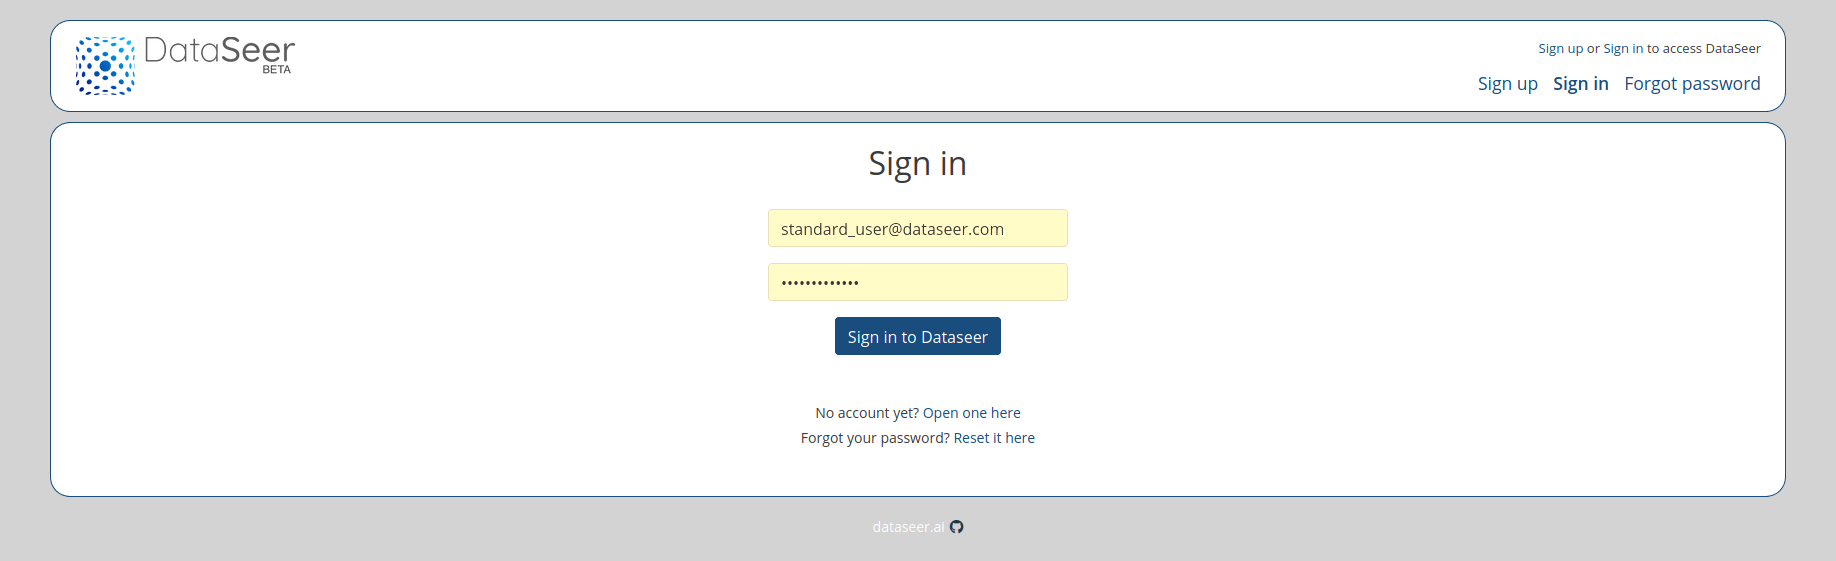 DataSeer
BETA
Sign up or Sign in to access DataSeer
Sign up Sign in Forgot password
Sign in
standard_user@dataseer.com
•••••••••••••
Sign in to Dataseer
No account yet? Open one here
Forgot your password? Reset it here
dataseer.ai